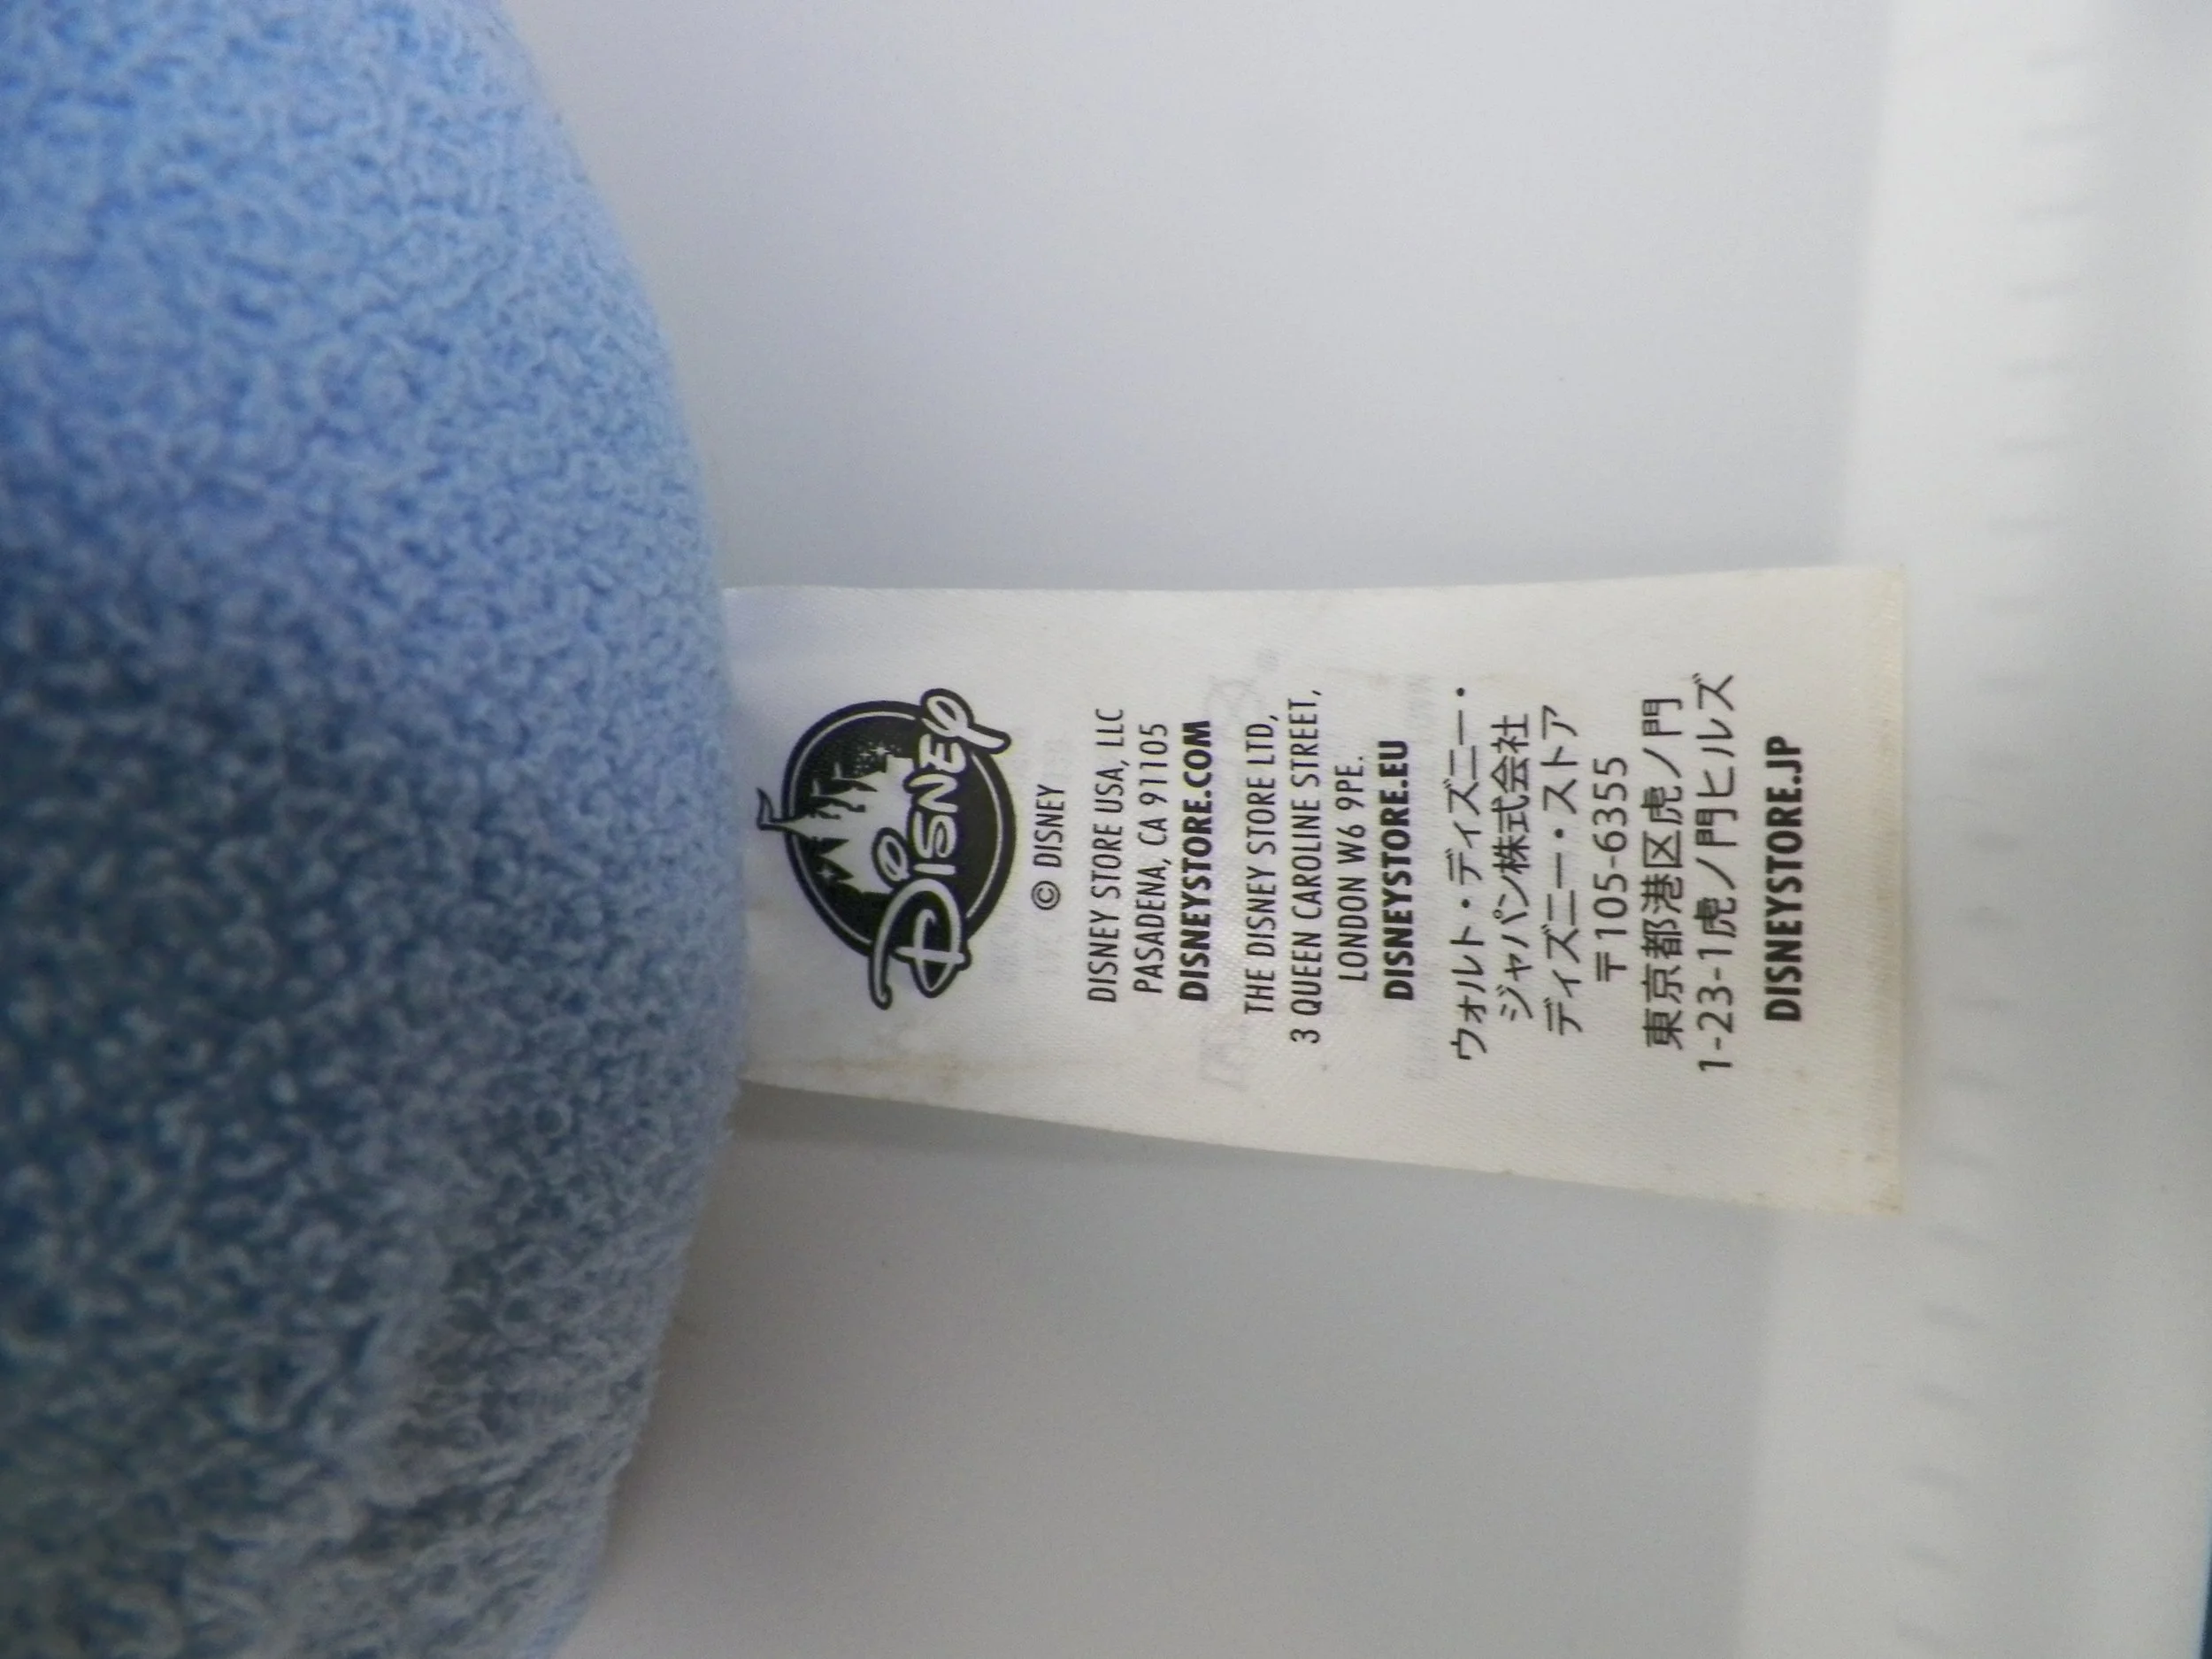 Disney
© DISNEY
DISNEY STORE USA, LLC
PASADENA, CA 91105
DISNEYSTORE.COM
THE DISNEY STORE LTD,
3 QUEEN CAROLINE STREET,
LONDON W6 9PE.
DISNEYSTORE.EU
ウォルト・ディズニー・
ジャパン株式会社
ディズニー・ストア
〒105-6355
東京都港区虎ノ門
1-23-1虎ノ門ヒルズ
DISNEYSTORE.JP